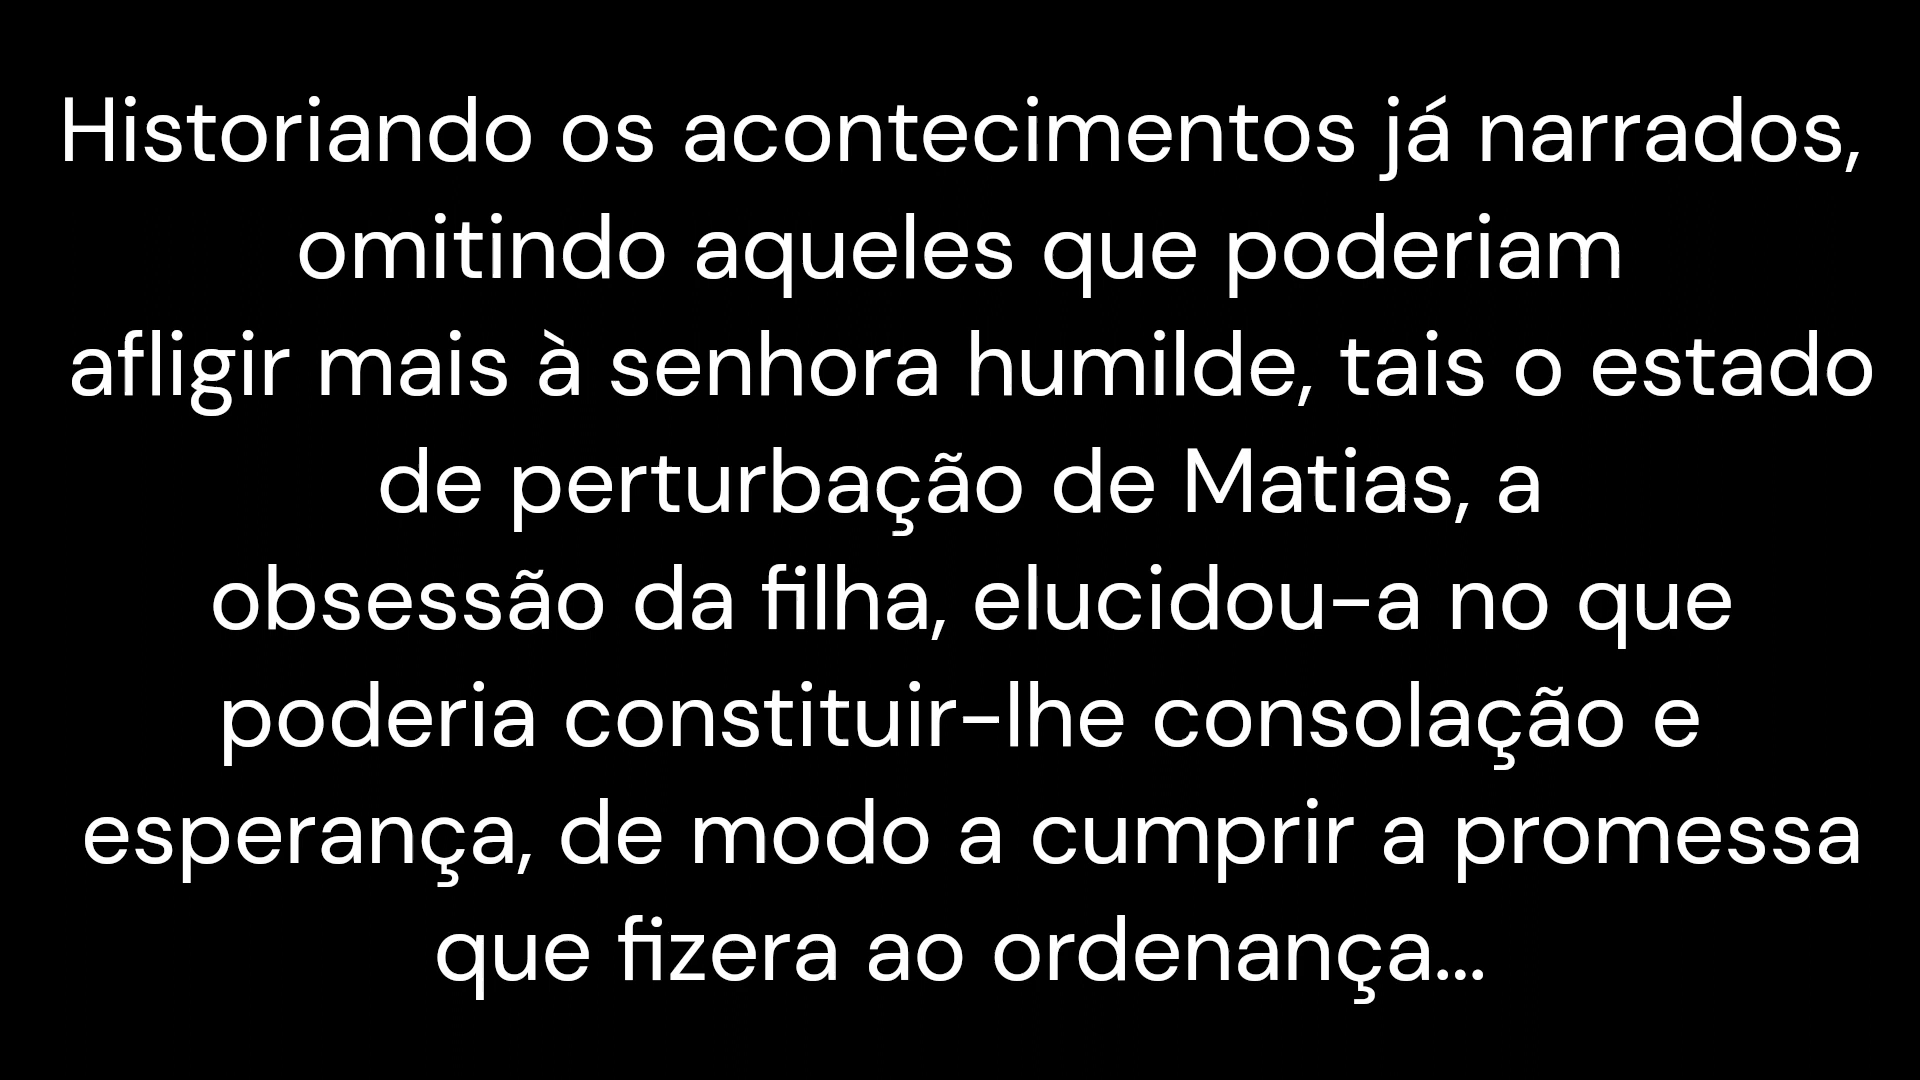 Historiando os acontecimentos já narrados,
omitindo aqueles que poderiam
afligir mais à senhora humilde, tais o estado
de perturbação de Matias, a
obsessão da filha, elucidou-a no que
poderia constituir-lhe consolação e
esperança, de modo a cumprir a promessa
que fizera ao ordenança...